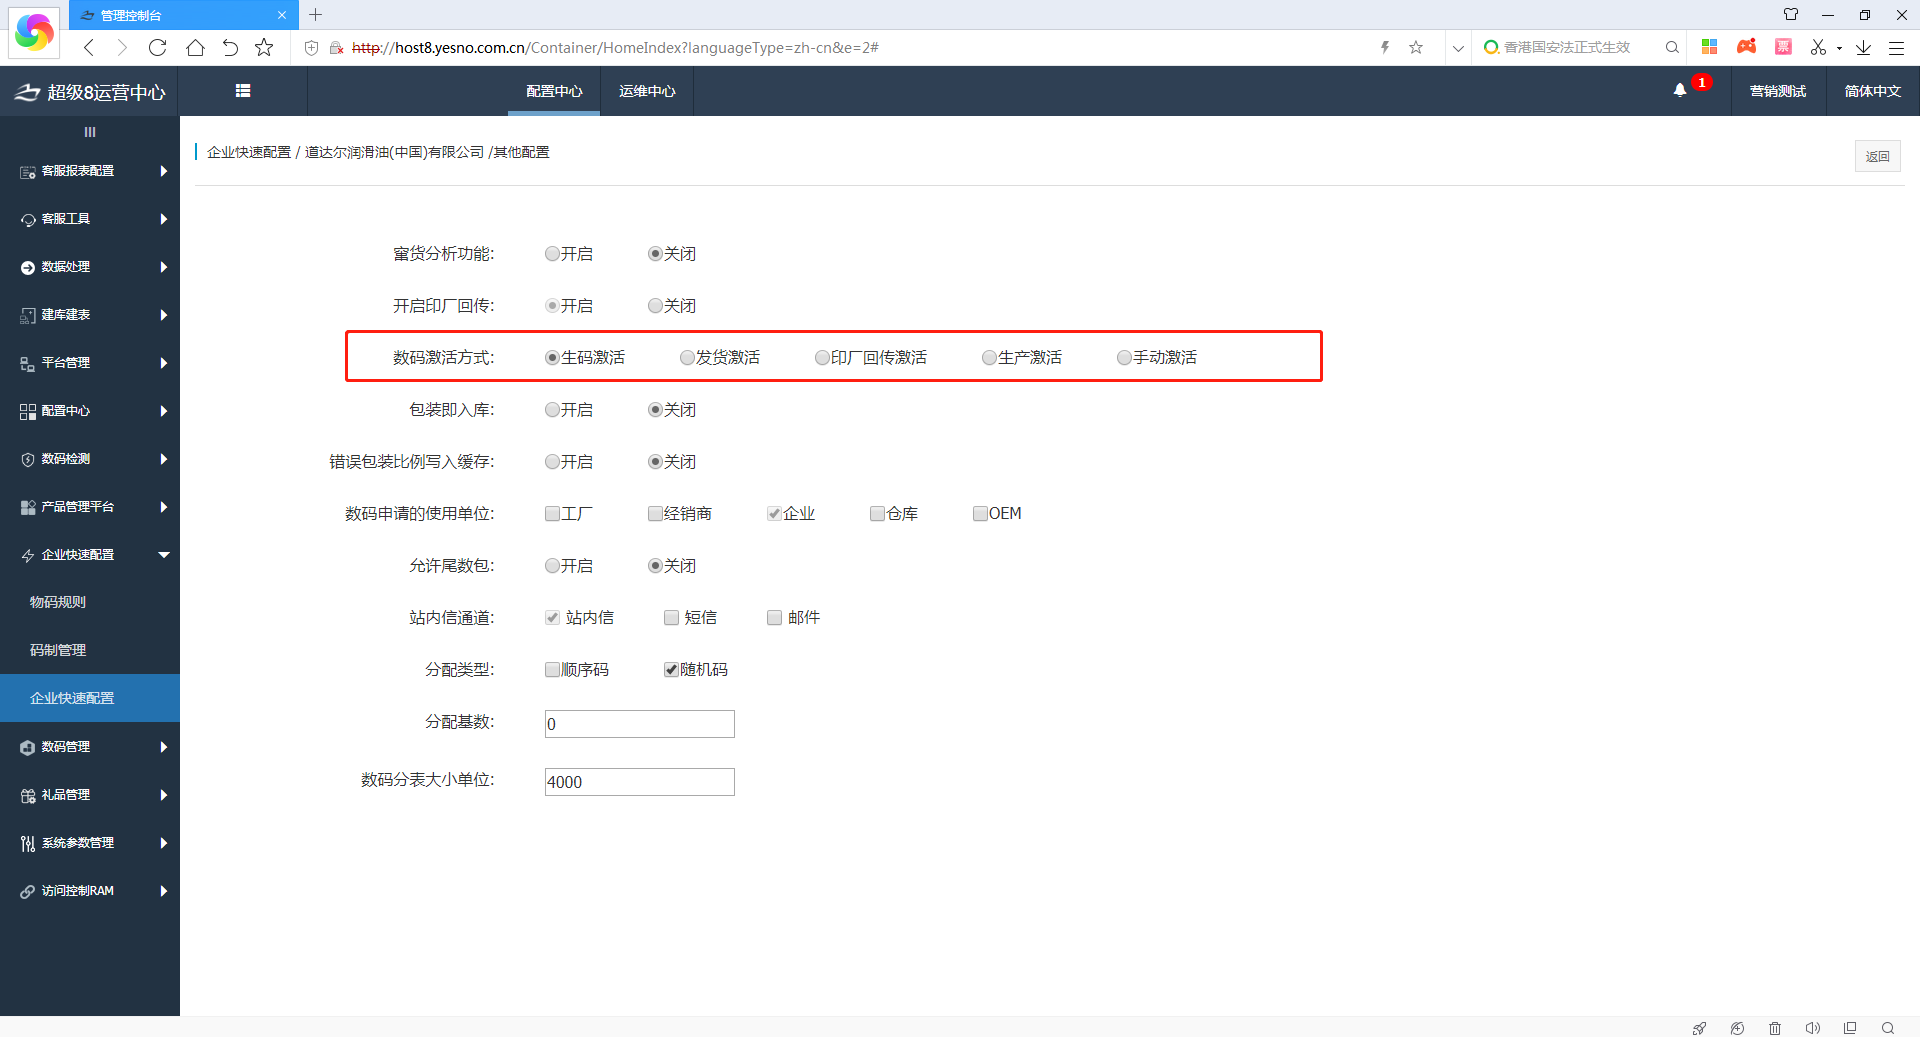 管理控制台
http://host8.yesno.com.cn/Container/HomeIndex?languageType=zh-cn&e=2#
香港国安法正式生效
票
超级8运营中心
配置中心
运维中心
1
营销测试
简体中文
企业快速配置 / 道达尔润滑油(中国)有限公司 /其他配置
返回
客服报表配置
客服工具
数据处理
建库建表
平台管理
配置中心
数码检测
产品管理平台
企业快速配置
物码规则
码制管理
企业快速配置
数码管理
礼品管理
系统参数管理
访问控制RAM
窜货分析功能: 开启 关闭
开启印厂回传: 开启 关闭
数码激活方式: 生码激活 发货激活 印厂回传激活 生产激活 手动激活
包装即入库: 开启 关闭
错误包装比例写入缓存: 开启 关闭
数码申请的使用单位: 工厂 经销商 企业 仓库 OEM
允许尾数包: 开启 关闭
站内信通道: 站内信 短信 邮件
分配类型: 顺序码 随机码
分配基数: 0
数码分表大小单位: 4000